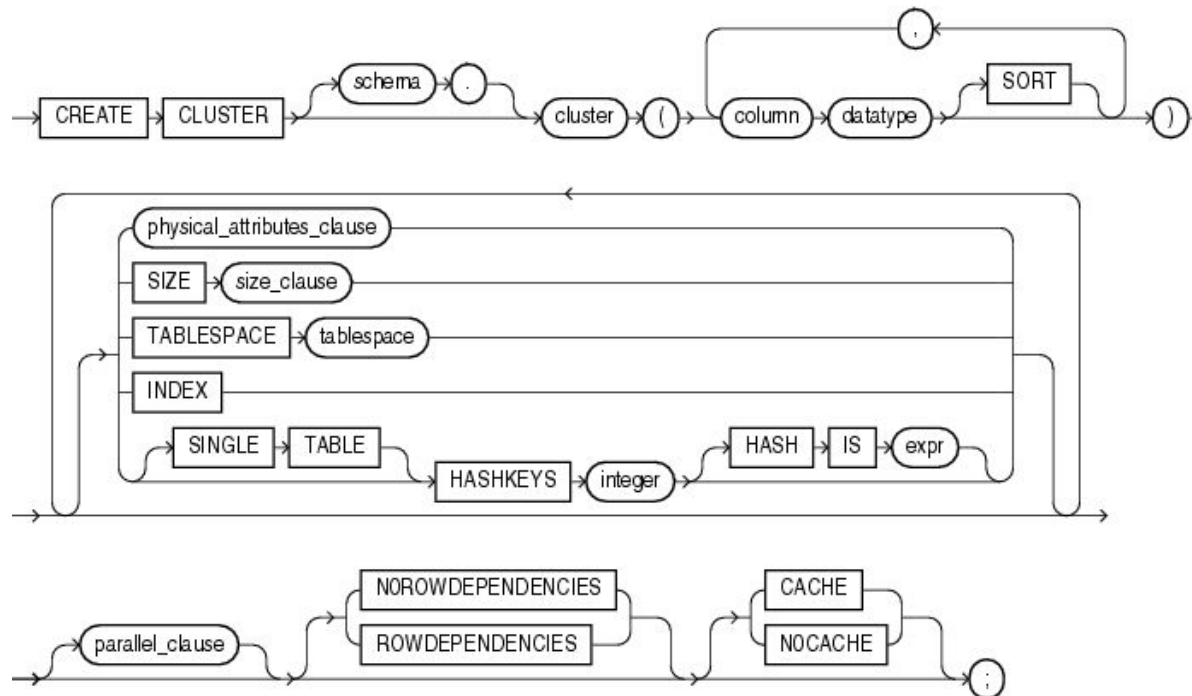 ,
schema .
SORT
CREATE CLUSTER cluster ( column datatype )
physical_attributes_clause
SIZE size_clause
TABLESPACE tablespace
INDEX
SINGLE TABLE HASH IS expr
HASHKEYS integer
NOROWDEPENDENCIES CACHE
parallel_clause ROWDEPENDENCIES NOCACHE
;